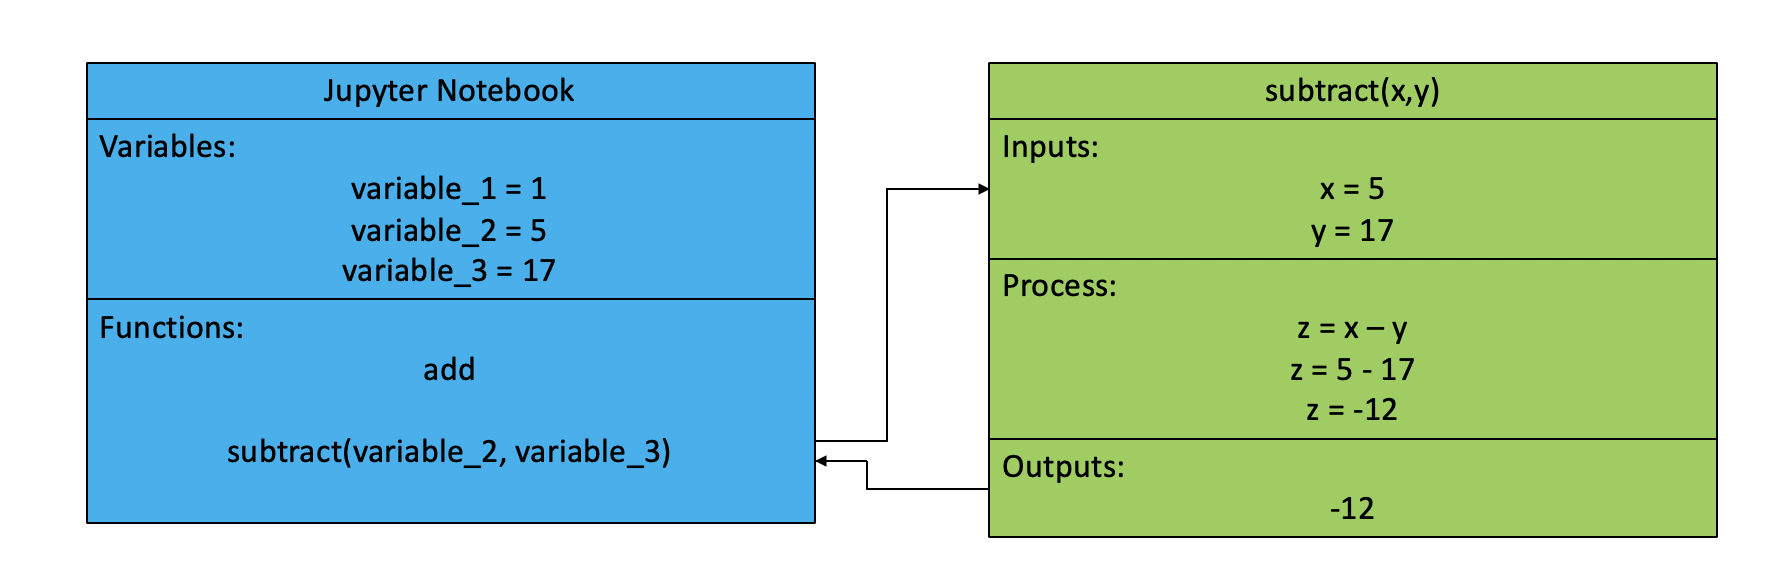 Jupyter Notebook
Variables:
variable_1 = 1
variable_2 = 5
variable_3 = 17
Functions:
add
subtract(variable_2, variable_3)
subtract(x,y)
Inputs:
x = 5
y = 17
Process:
z = x – y
z = 5 - 17
z = -12
Outputs:
-12